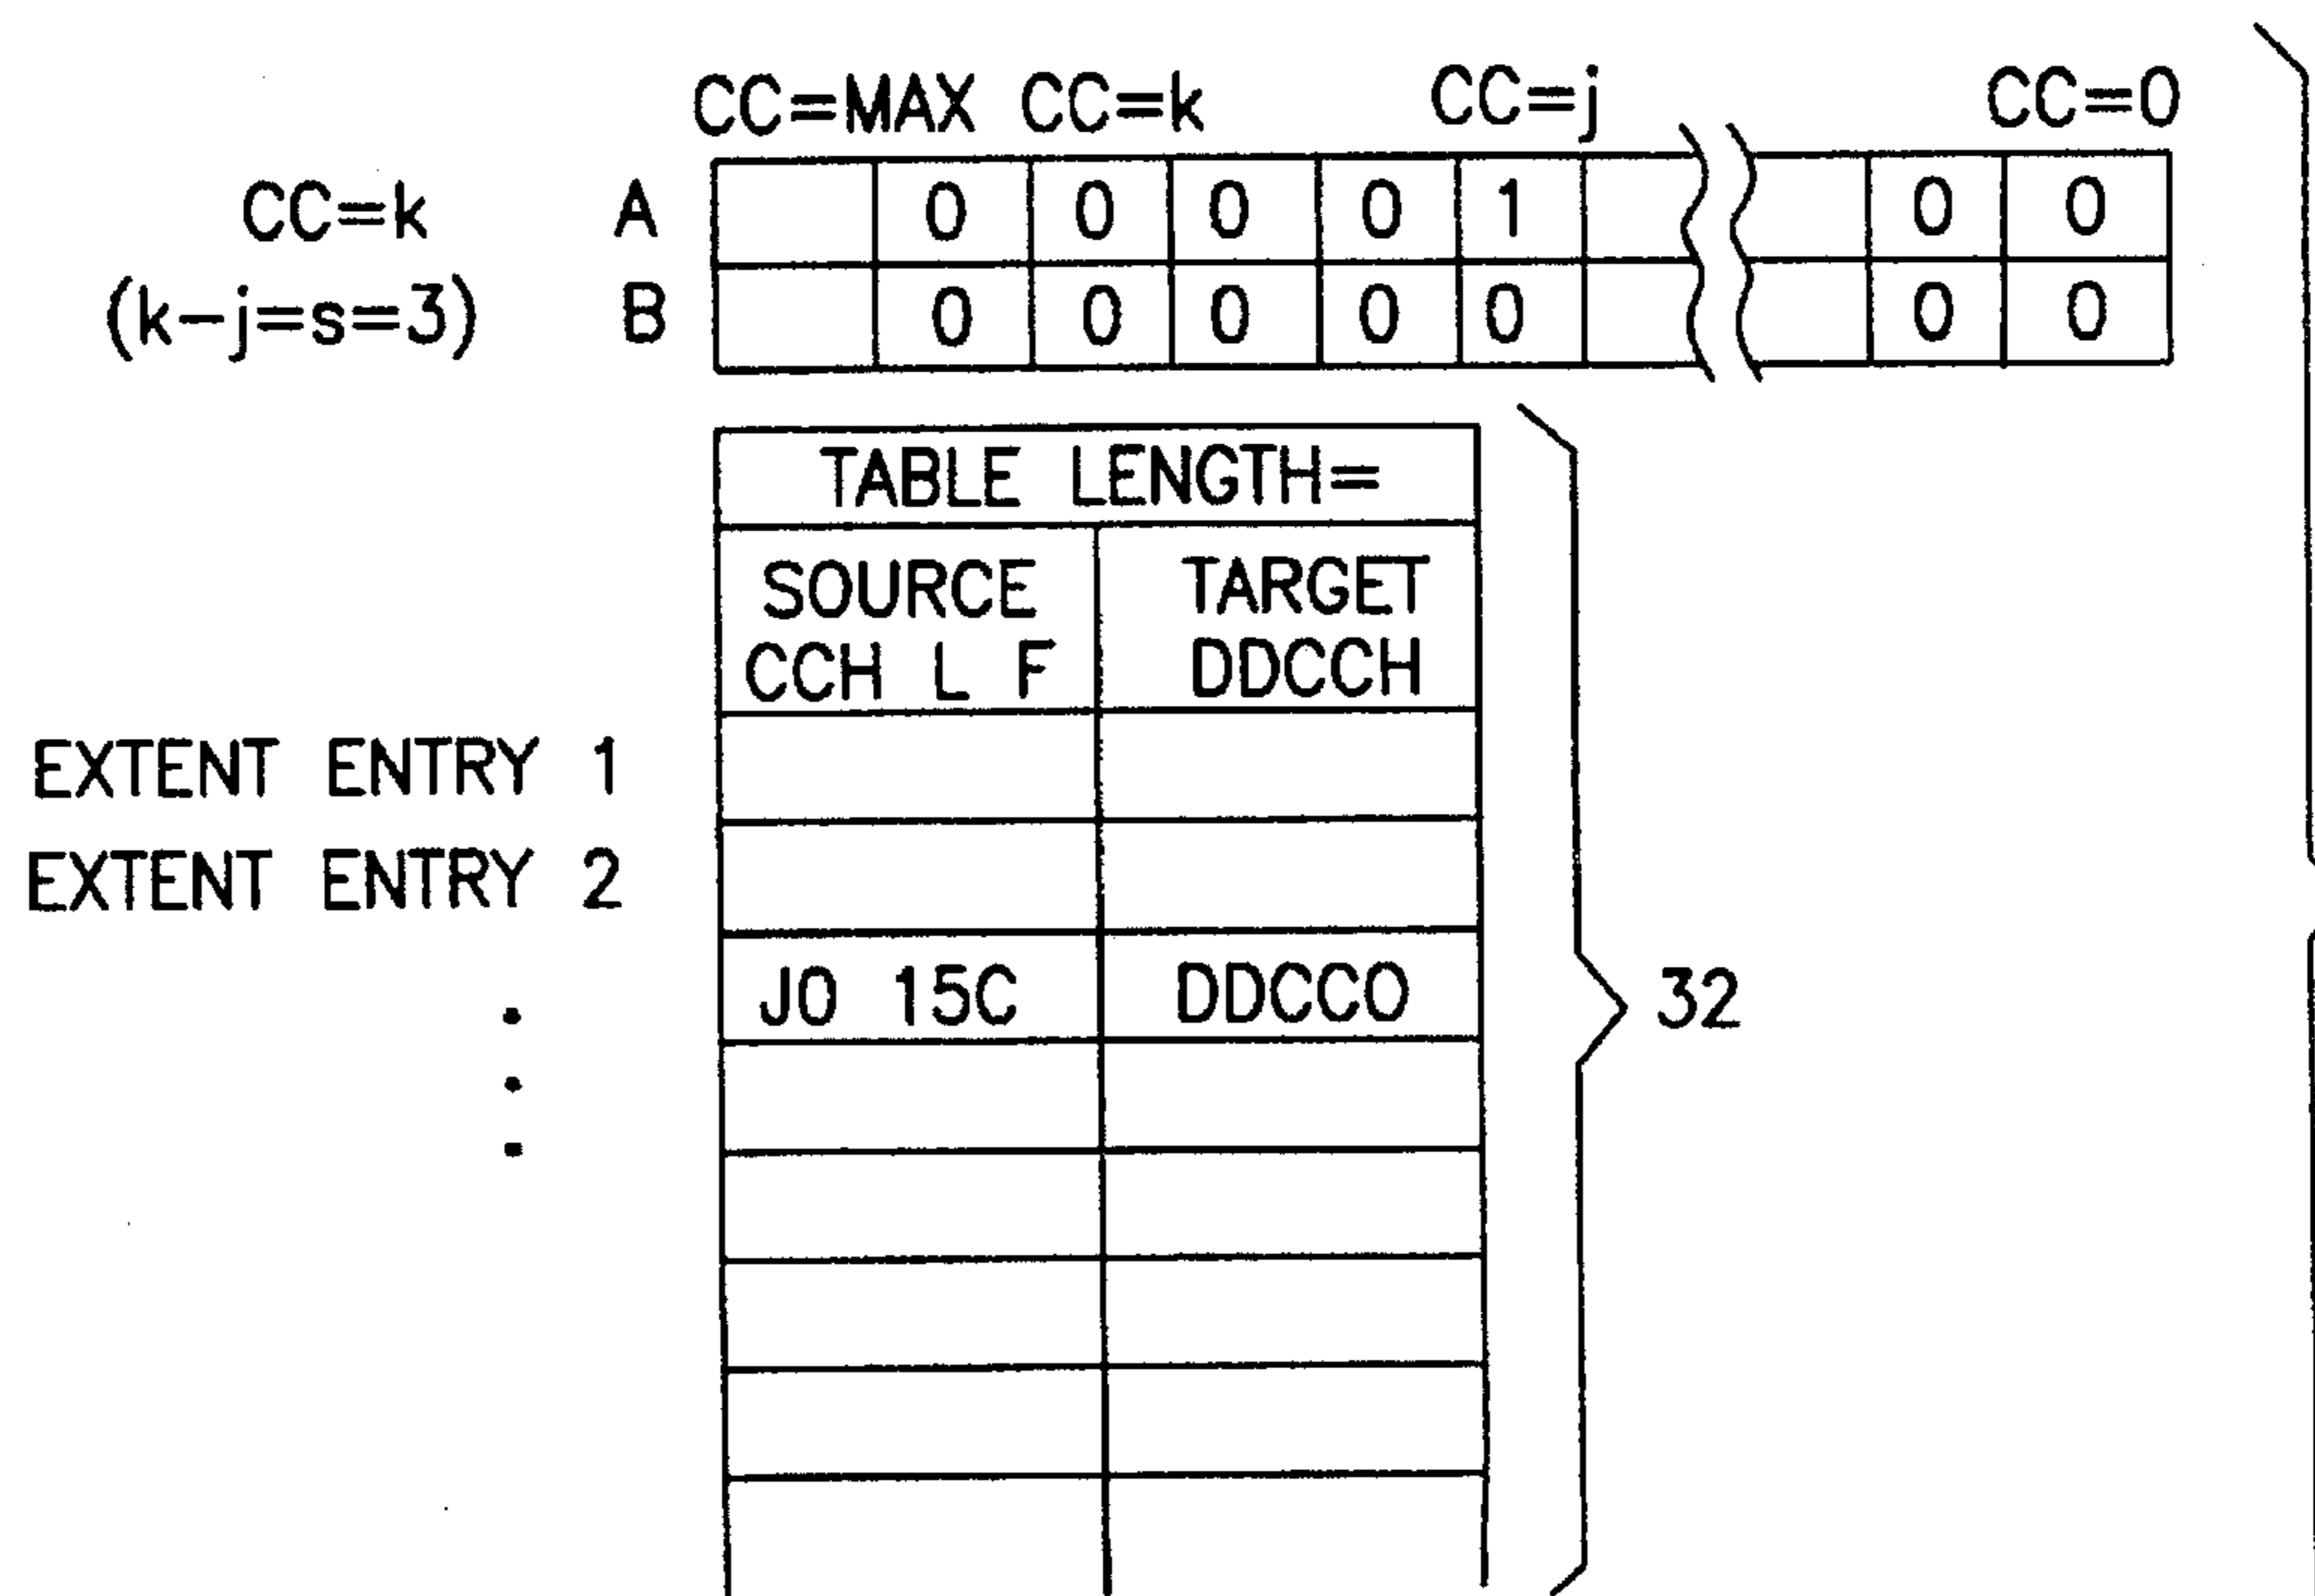 CC=MAX CC=k CC=j CC=0
CC=k A 0 0 0 0 1 0 0
(k-j=s=3) B 0 0 0 0 0 0 0
TABLE LENGTH=
SOURCE TARGET
CCH L F DDCCH
EXTENT ENTRY 1
EXTENT ENTRY 2
J0 15C DDCC0
32